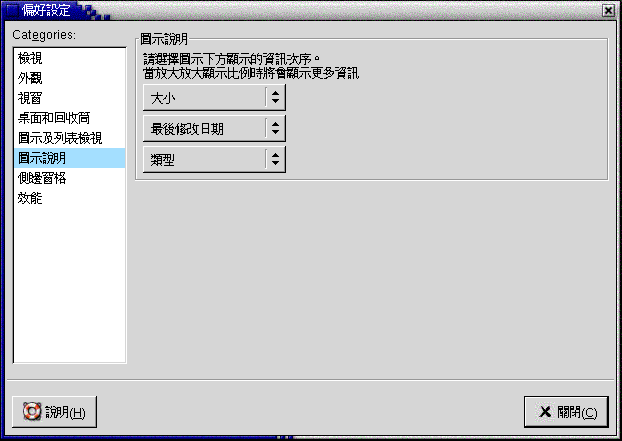 偏好設定
Categories:
檢視
外觀
視窗
桌面和回收筒
圖示及列表檢視
圖示說明
側邊窗格
效能
圖示說明
請選擇圖示下方顯示的資訊次序。
當放大放大顯示比例時將會顯示更多資訊
大小
最後修改日期
類型
說明(H)
關閉(C)